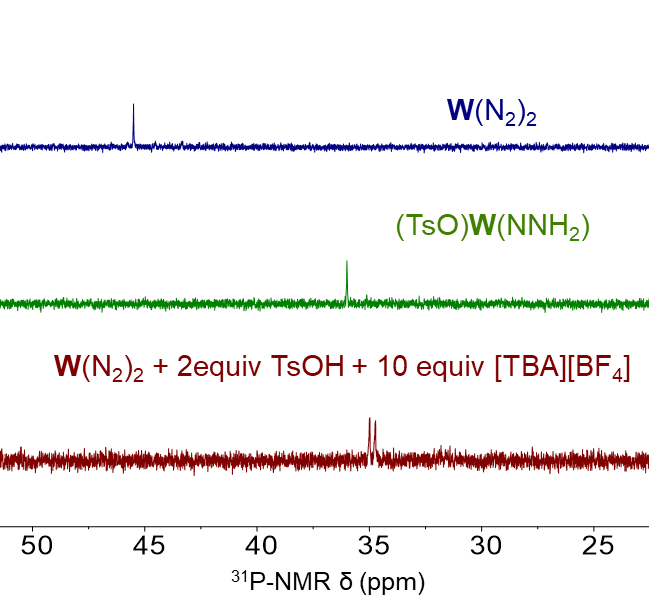 W(N₂)₂
(TsO)W(NNH₂)
W(N₂)₂ + 2equiv TsOH + 10 equiv [TBA][BF₄]
50 45 40 35 30 25
³¹P-NMR δ (ppm)